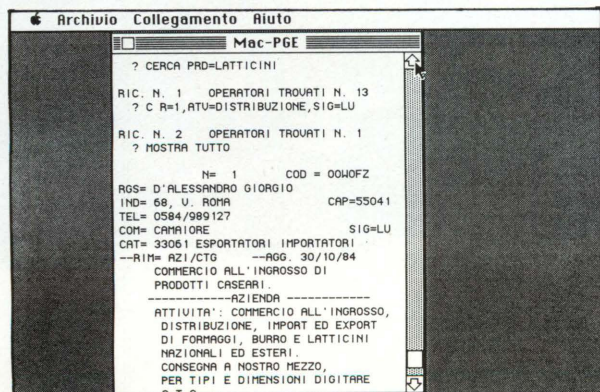 Archivio Collegamento Aiuto
Mac-PGE
? CERCA PRD=LATTICINI
RIC. N. 1 OPERATORI TROVATI N. 13
? C R=1,ATV=DISTRIBUZIONE,SIG=LU
RIC. N. 2 OPERATORI TROVATI N. 1
? MOSTRA TUTTO
N= 1 COD = 00WOFZ
RGS= D'ALESSANDRO GIORGIO
IND= 68, V. ROMA CAP=55041
TEL= 0584/989127
COM= CAMAIORE SIG=LU
CAT= 33061 ESPORTATORI IMPORTATORI
--RIM= AZI/CTG --AGG. 30/10/84
COMMERCIO ALL'INGROSSO DI
PRODOTTI CASEARI.
------------AZIENDA ------------
ATTIVITA': COMMERCIO ALL'INGROSSO,
DISTRIBUZIONE, IMPORT ED EXPORT
DI FORMAGGI, BURRO E LATTICINI
NAZIONALI ED ESTERI.
CONSEGNA A NOSTRO MEZZO,
PER TIPI E DIMENSIONI DIGITARE